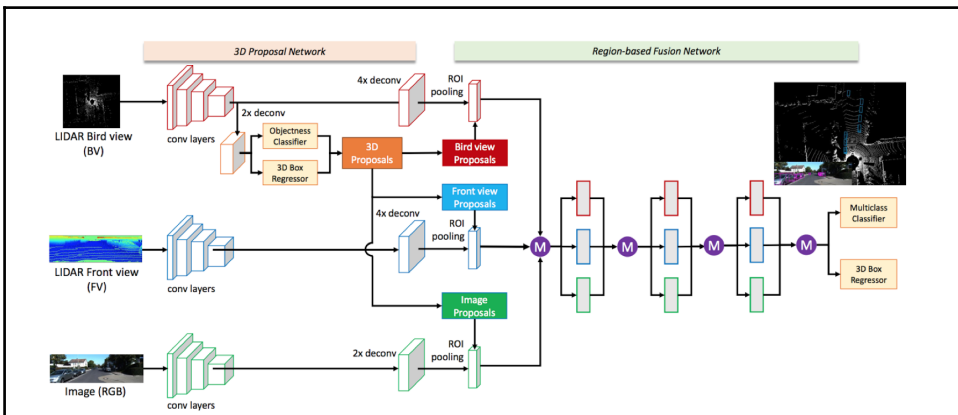 3D Proposal Network
Region-based Fusion Network
LIDAR Bird view
(BV)
conv layers
2x deconv
4x deconv
ROI
pooling
Objectness
Classifier
3D Box
Regressor
3D
Proposals
Bird view
Proposals
Front view
Proposals
LIDAR Front view
(FV)
conv layers
4x deconv
ROI
pooling
Image
Proposals
Image (RGB)
conv layers
2x deconv
ROI
pooling
M
M
M
M
Multiclass
Classifier
3D Box
Regressor